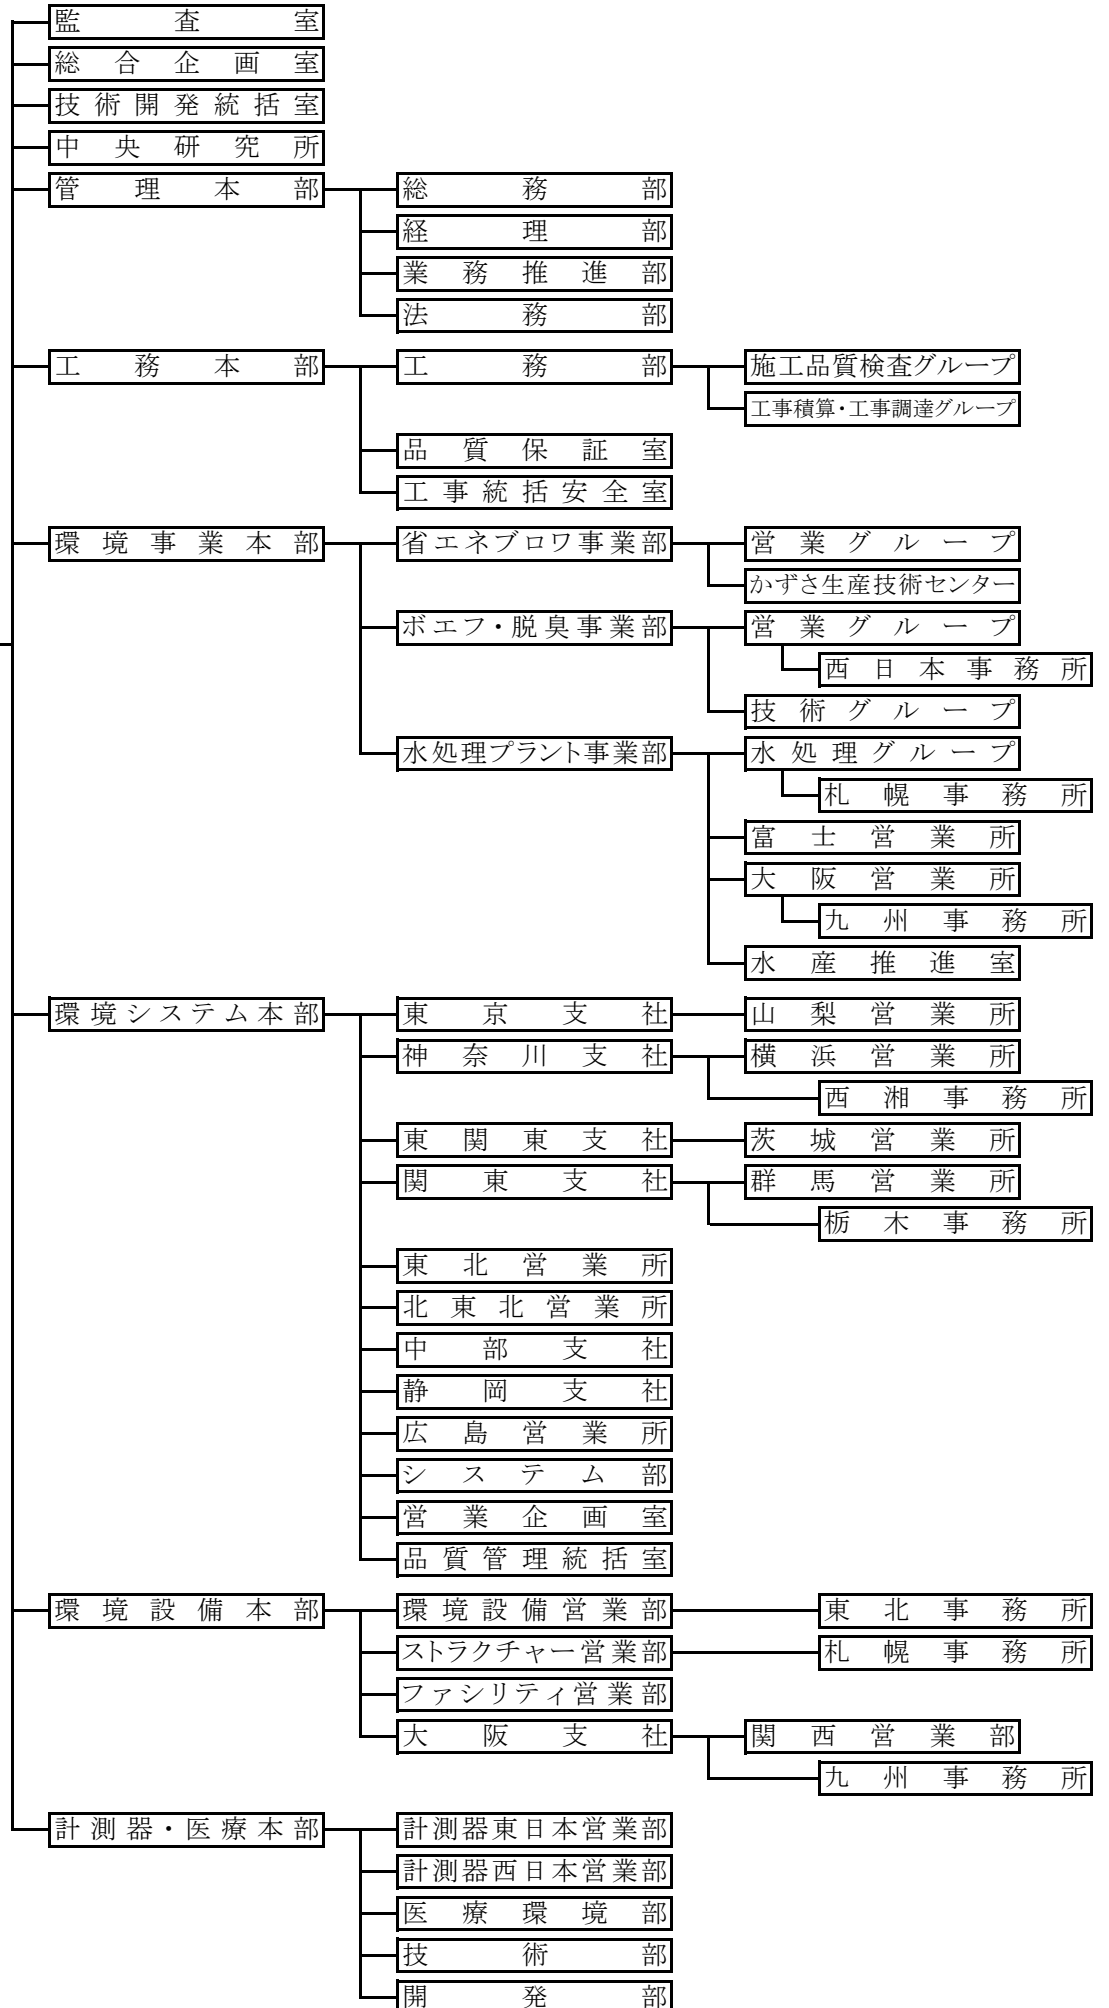 監査室
総合企画室
技術開発統括室
中央研究所
管理本部 総務部
経理部
業務推進部
法務部
工務本部 工務部 施工品質検査グループ
工事積算・工事調達グループ
品質保証室
工事統括安全室
環境事業本部 省エネブロワ事業部 営業グループ
かずさ生産技術センター
ボエフ・脱臭事業部 営業グループ
西日本事務所
技術グループ
水処理プラント事業部 水処理グループ
札幌事務所
富士営業所
大阪営業所
九州事務所
水産推進室
環境システム本部 東京支社 山梨営業所
神奈川支社 横浜営業所
西湘事務所
東関東支社 茨城営業所
関東支社 群馬営業所
栃木事務所
東北営業所
北東北営業所
中部支社
静岡支社
広島営業所
システム部
営業企画室
品質管理統括室
環境設備本部 環境設備営業部 東北事務所
ストラクチャー営業部 札幌事務所
ファシリティ営業部
大阪支社 関西営業部
九州事務所
計測器・医療本部 計測器東日本営業部
計測器西日本営業部
医療環境部
技術部
開発部